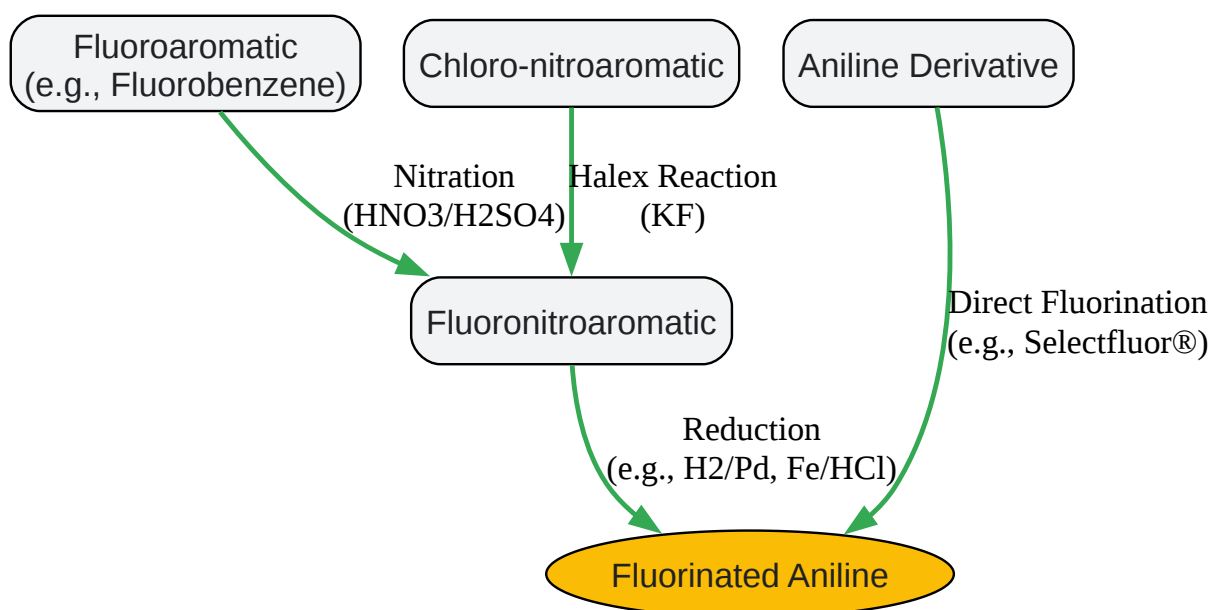 Fluoroaromatic
(e.g., Fluorobenzene)
Chloro-nitroaromatic
Aniline Derivative
Nitration
(HNO3/H2SO4)
Halex Reaction
(KF)
Fluoronitroaromatic
Direct Fluorination
(e.g., Selectfluor®)
Reduction
(e.g., H2/Pd, Fe/HCl)
Fluorinated Aniline